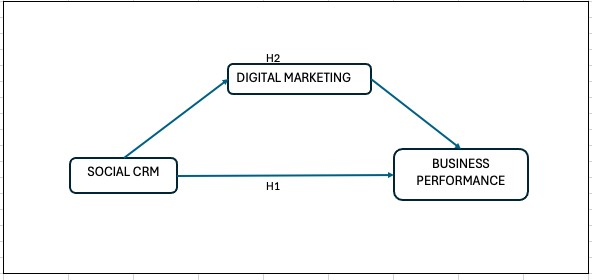 H2
DIGITAL MARKETING
SOCIAL CRM
BUSINESS
PERFORMANCE
H1